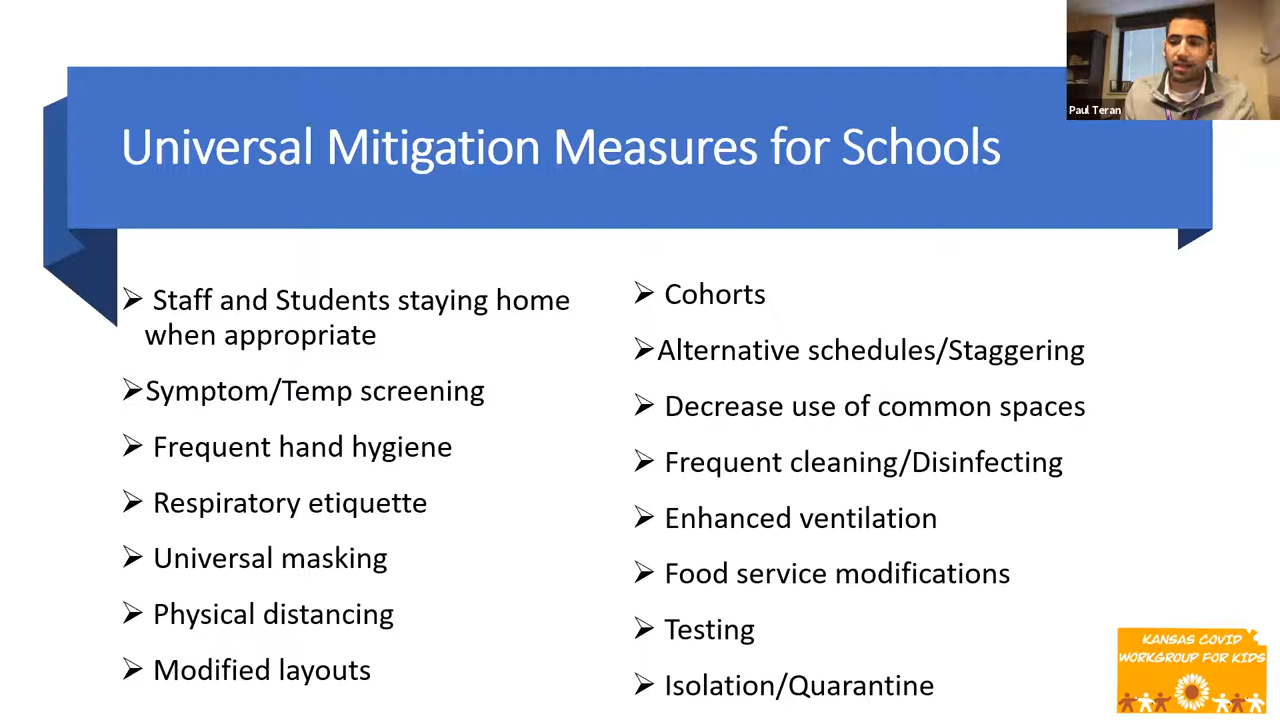 Paul Teran
Universal Mitigation Measures for Schools
➢ Staff and Students staying home
when appropriate
➢Symptom/Temp screening
➢ Frequent hand hygiene
➢ Respiratory etiquette
➢ Universal masking
➢ Physical distancing
➢ Modified layouts
➢ Cohorts
➢Alternative schedules/Staggering
➢ Decrease use of common spaces
➢ Frequent cleaning/Disinfecting
➢ Enhanced ventilation
➢ Food service modifications
➢ Testing
➢ Isolation/Quarantine
KANSAS COVID
WORKGROUP FOR KIDS